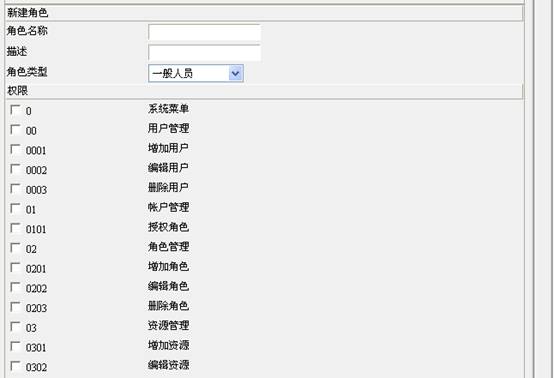 新建角色
角色名称
描述
角色类型 一般人员
权限
0 系统菜单
00 用户管理
0001 增加用户
0002 编辑用户
0003 删除用户
01 帐户管理
0101 授权角色
02 角色管理
0201 增加角色
0202 编辑角色
0203 删除角色
03 资源管理
0301 增加资源
0302 编辑资源